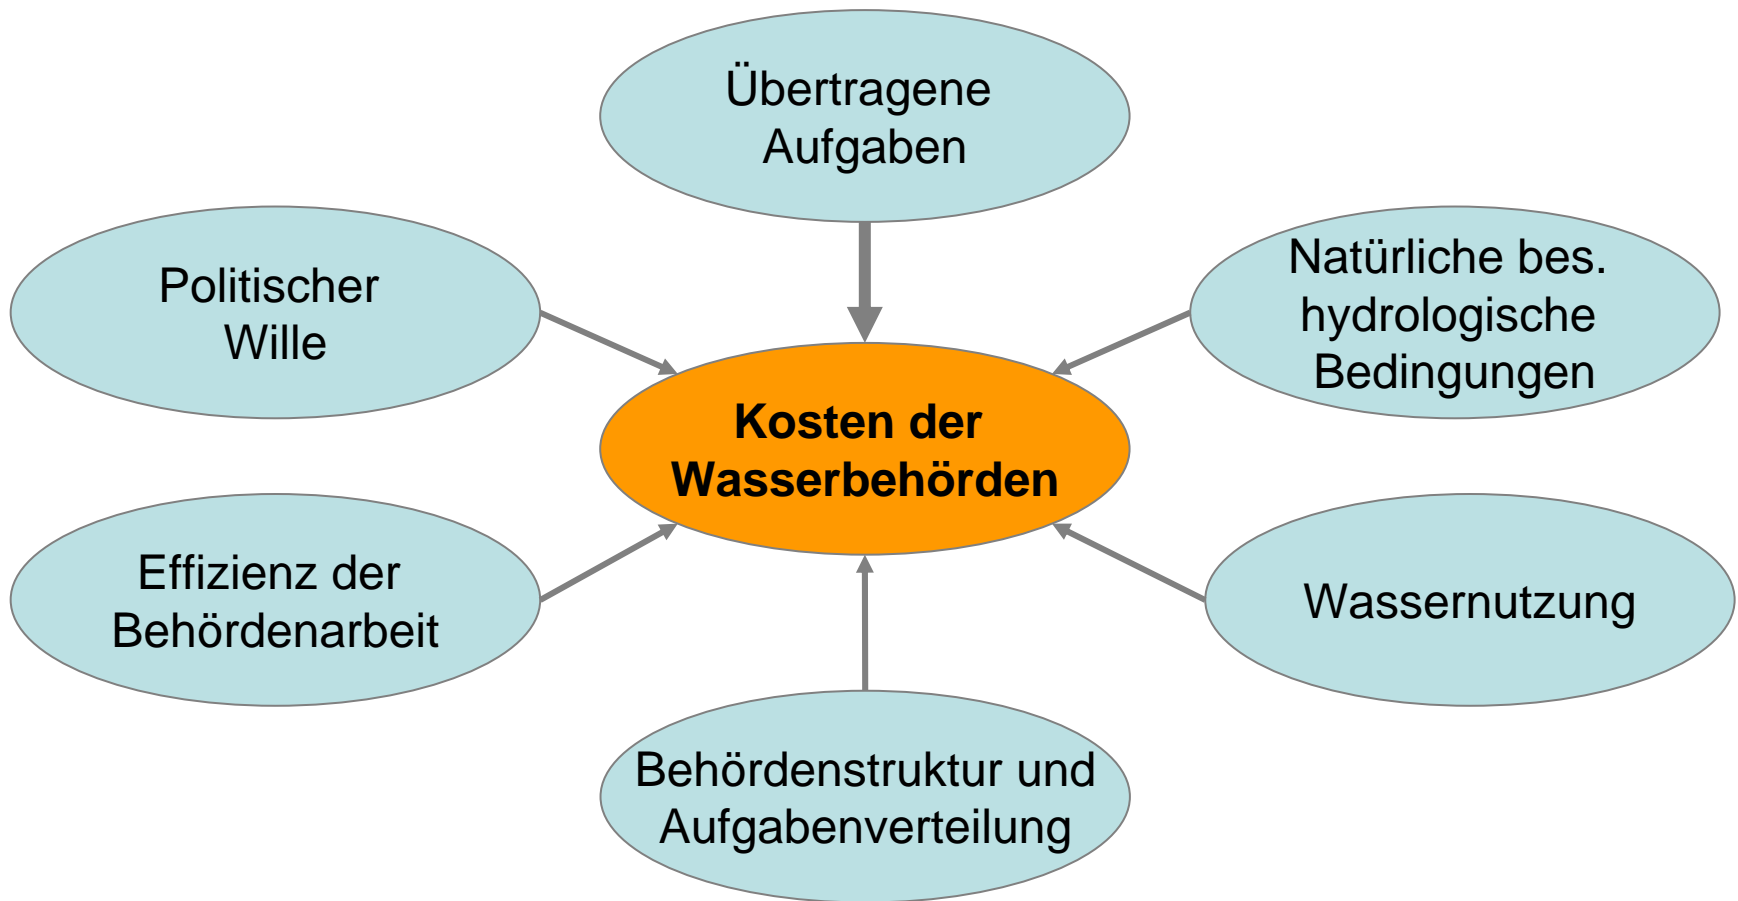 Übertragene
Aufgaben
Politischer
Wille
Natürliche bes.
hydrologische
Bedingungen
Kosten der
Wasserbehörden
Effizienz der
Behördenarbeit
Wassernutzung
Behördenstruktur und
Aufgabenverteilung